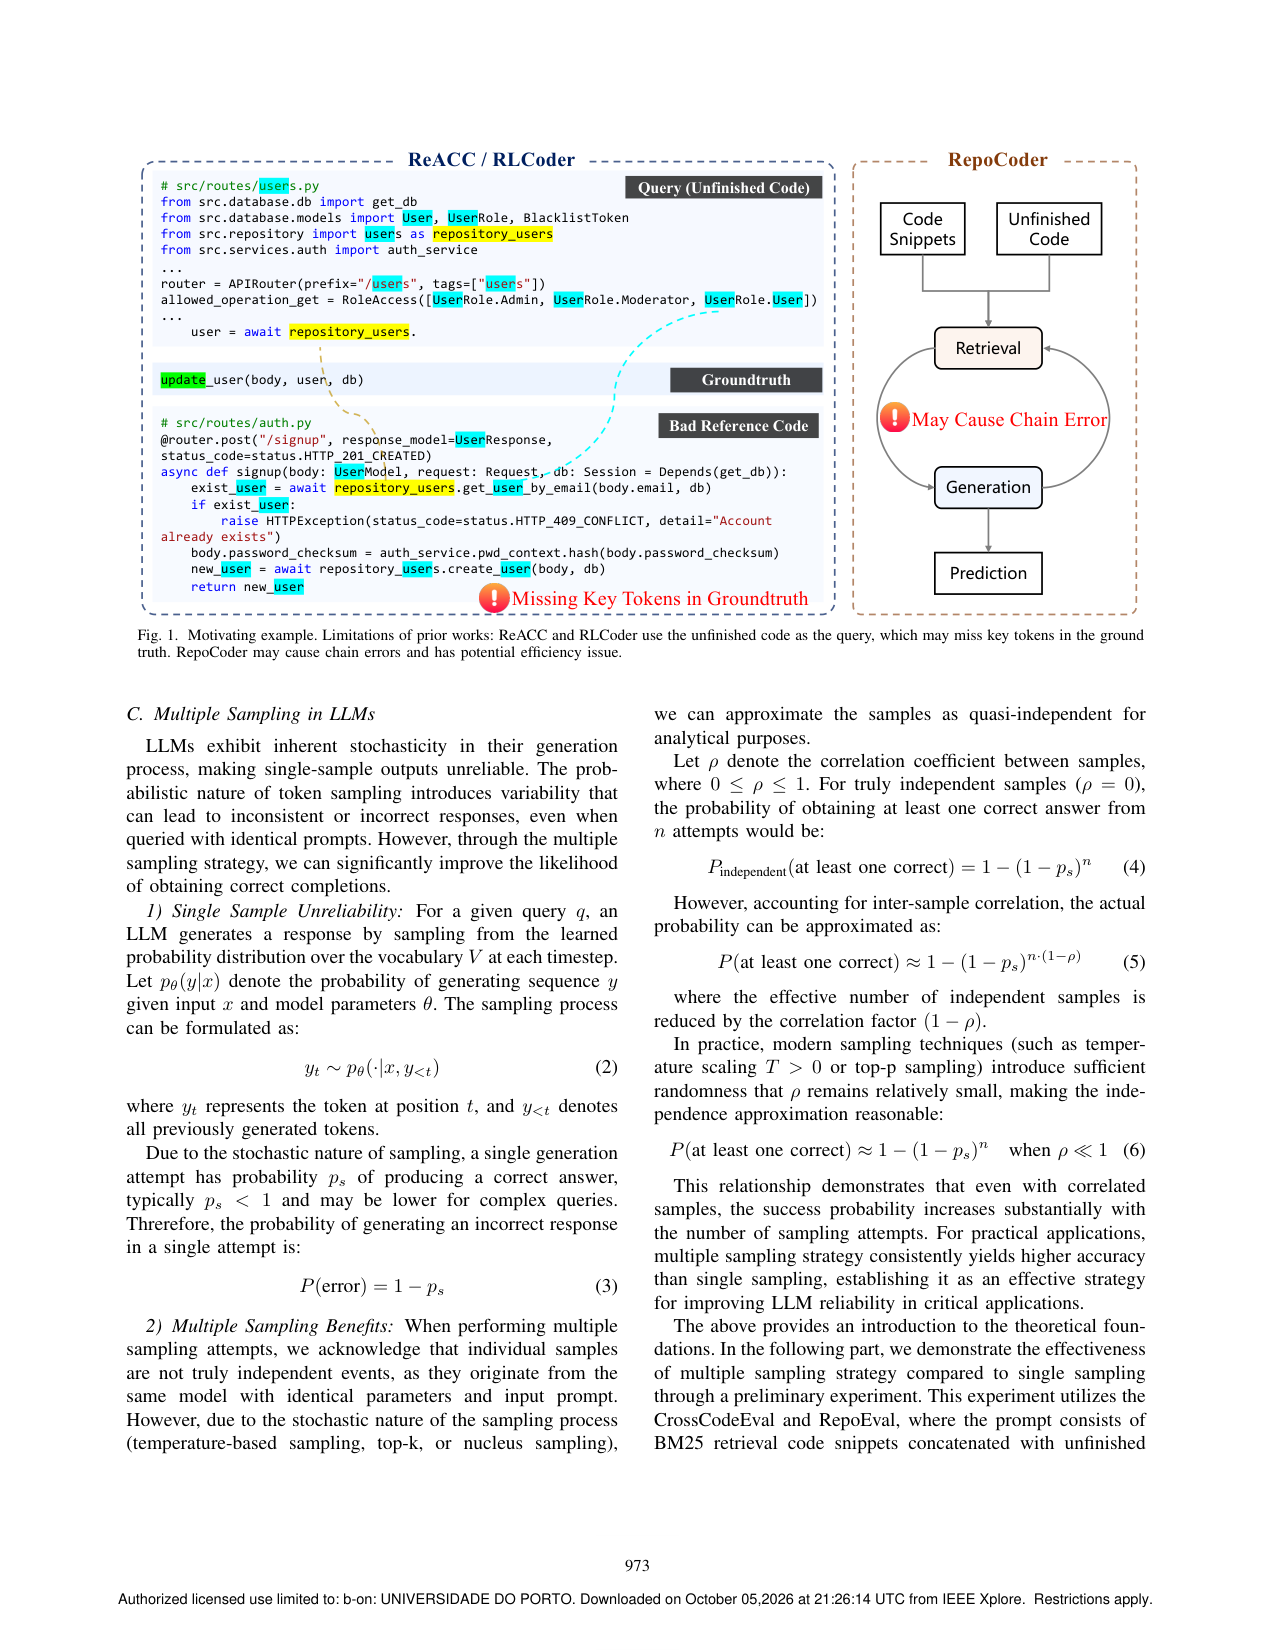 ReACC / RLCoder
Query (Unfinished Code)
# src/routes/users.py
from src.database.db import get_db
from src.database.models import User, UserRole, BlacklistToken
from src.repository import users as repository_users
from src.services.auth import auth_service
...
router = APIRouter(prefix="/users", tags=["users"])
allowed_operation_get = RoleAccess([UserRole.Admin, UserRole.Moderator, UserRole.User])
...
user = await repository_users.
update_user(body, user, db)
Groundtruth
Bad Reference Code
# src/routes/auth.py
@router.post("/signup", response_model=UserResponse,
status_code=status.HTTP_201_CREATED)
async def signup(body: UserModel, request: Request, db: Session = Depends(get_db)):
exist_user = await repository_users.get_user_by_email(body.email, db)
if exist_user:
raise HTTPException(status_code=status.HTTP_409_CONFLICT, detail="Account
already exists")
body.password_checksum = auth_service.pwd_context.hash(body.password_checksum)
new_user = await repository_users.create_user(body, db)
return new_user
Missing Key Tokens in Groundtruth
RepoCoder
Code
Snippets
Unfinished
Code
Retrieval
May Cause Chain Error
Generation
Prediction
Fig. 1. Motivating example. Limitations of prior works: ReACC and RLCoder use the unfinished code as the query, which may miss key tokens in the ground
truth. RepoCoder may cause chain errors and has potential efficiency issue.
C. Multiple Sampling in LLMs
LLMs exhibit inherent stochasticity in their generation
process, making single-sample outputs unreliable. The prob-
abilistic nature of token sampling introduces variability that
can lead to inconsistent or incorrect responses, even when
queried with identical prompts. However, through the multiple
sampling strategy, we can significantly improve the likelihood
of obtaining correct completions.
1) Single Sample Unreliability: For a given query q, an
LLM generates a response by sampling from the learned
probability distribution over the vocabulary V at each timestep.
Let pθ(y|x) denote the probability of generating sequence y
given input x and model parameters θ. The sampling process
can be formulated as:
yt ∼ pθ(·|x, y<t) (2)
where yt represents the token at position t, and y<t denotes
all previously generated tokens.
Due to the stochastic nature of sampling, a single generation
attempt has probability ps of producing a correct answer,
typically ps < 1 and may be lower for complex queries.
Threrefore, the probability of generating an incorrect response
in a single attempt is:
P(error) = 1 − ps (3)
2) Multiple Sampling Benefits: When performing multiple
sampling attempts, we acknowledge that individual samples
are not truly independent events, as they originate from the
same model with identical parameters and input prompt.
However, due to the stochastic nature of the sampling process
(temperature-based sampling, top-k, or nucleus sampling),
we can approximate the samples as quasi-independent for
analytical purposes.
Let ρ denote the correlation coefficient between samples,
where 0 ≤ ρ ≤ 1. For truly independent samples (ρ = 0),
the probability of obtaining at least one correct answer from
n attempts would be:
Pindependent(at least one correct) = 1 − (1 − ps)^n (4)
However, accounting for inter-sample correlation, the actual
probability can be approximated as:
P(at least one correct) ≈ 1 − (1 − ps)^n·(1−ρ) (5)
where the effective number of independent samples is
reduced by the correlation factor (1 − ρ).
In practice, modern sampling techniques (such as temper-
ature scaling T > 0 or top-p sampling) introduce sufficient
randomness that ρ remains relatively small, making the inde-
pendence approximation reasonable:
P(at least one correct) ≈ 1 − (1 − ps)^n when ρ ≪ 1 (6)
This relationship demonstrates that even with correlated
samples, the success probability increases substantially with
the number of sampling attempts. For practical applications,
multiple sampling strategy consistently yields higher accuracy
than single sampling, establishing it as an effective strategy
for improving LLM reliability in critical applications.
The above provides an introduction to the theoretical foun-
dations. In the following part, we demonstrate the effectiveness
of multiple sampling strategy compared to single sampling
through a preliminary experiment. This experiment utilizes the
CrossCodeEval and RepoEval, where the prompt consists of
BM25 retrieval code snippets concatenated with unfinished
973
Authorized licensed use limited to: b-on: UNIVERSIDADE DO PORTO. Downloaded on October 05,2026 at 21:26:14 UTC from IEEE Xplore. Restrictions apply.